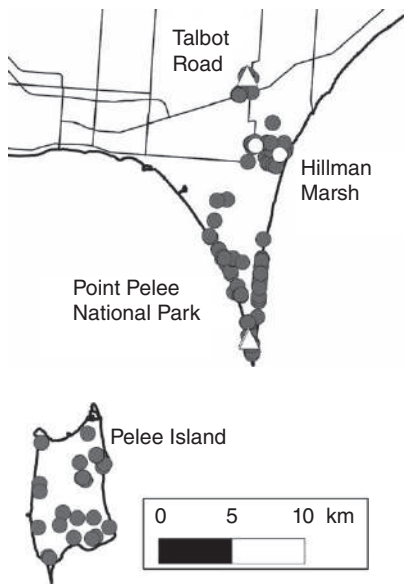 Talbot
Road
Hillman
Marsh
Point Pelee
National Park
Pelee Island
0 5 10 km